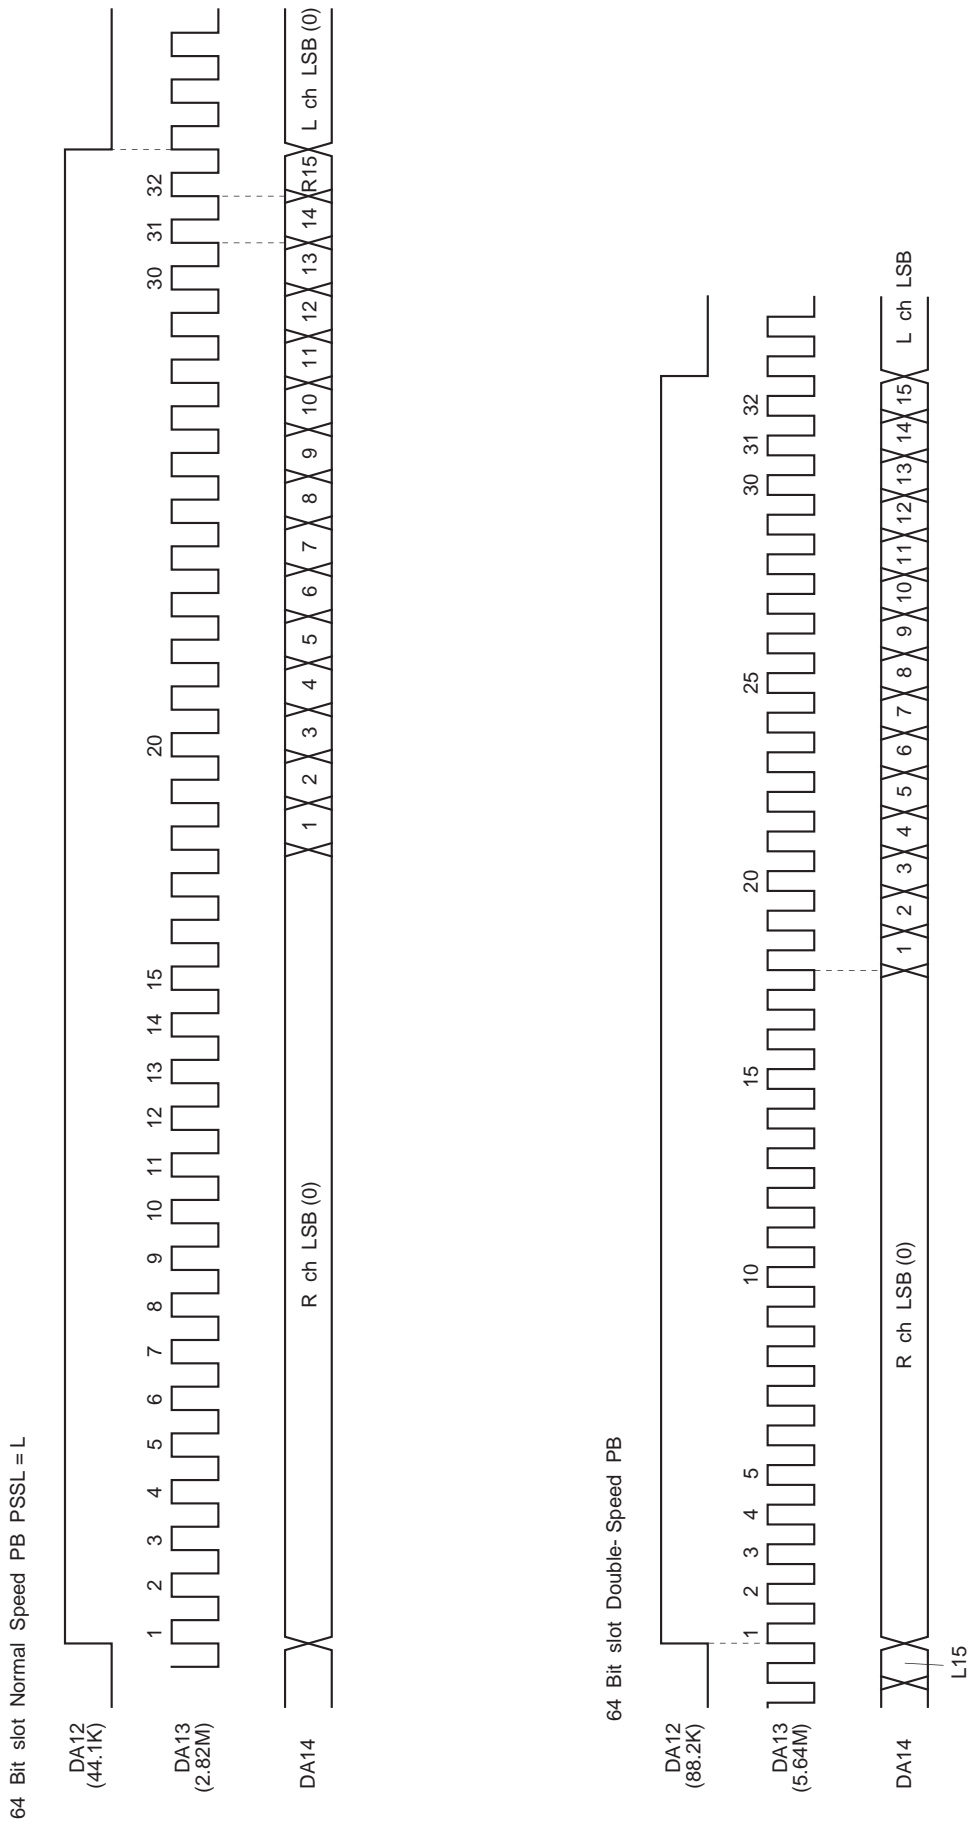 64 Bit slot Normal Speed PB PSSL = L
DA12
(44.1K)
1 2 3 4 5 6 7 8 9 10 11 12 13 14 15 20 30 31 32
DA13
(2.82M)
R ch LSB (0) 1 2 3 4 5 6 7 8 9 10 11 12 13 14 R15 L ch LSB (0)
DA14
64 Bit slot Double- Speed PB
DA12
(88.2K)
1 2 3 4 5 10 15 20 25 30 31 32
DA13
(5.64M)
R ch LSB (0) 1 2 3 4 5 6 7 8 9 10 11 12 13 14 15 L ch LSB
DA14
L15